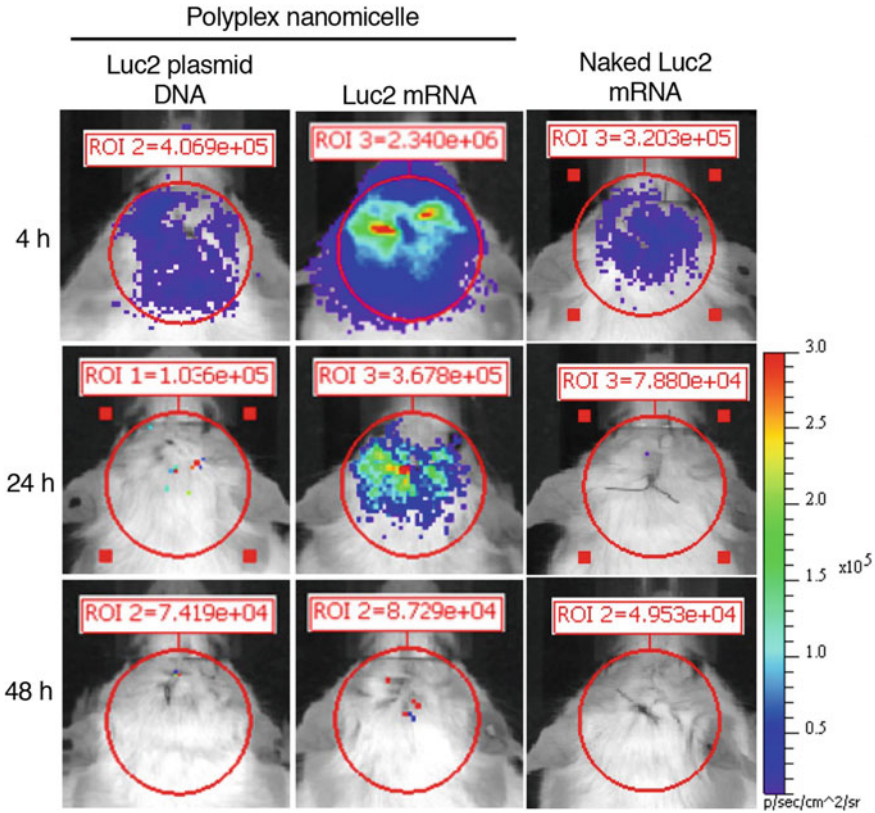 Polyplex nanomicelle
Luc2 plasmid
DNA
Luc2 mRNA
Naked Luc2
mRNA
4 h
ROI 2=4.069e+05
ROI 3=2.340e+06
ROI 3=3.203e+05
24 h
ROI 1=1.036e+05
ROI 3=3.678e+05
ROI 3=7.880e+04
48 h
ROI 2=7.419e+04
ROI 2=8.729e+04
ROI 2=4.953e+04
3.0
2.5
2.0
1.5
x10^5
1.0
0.5
p/sec/cm^2/sr